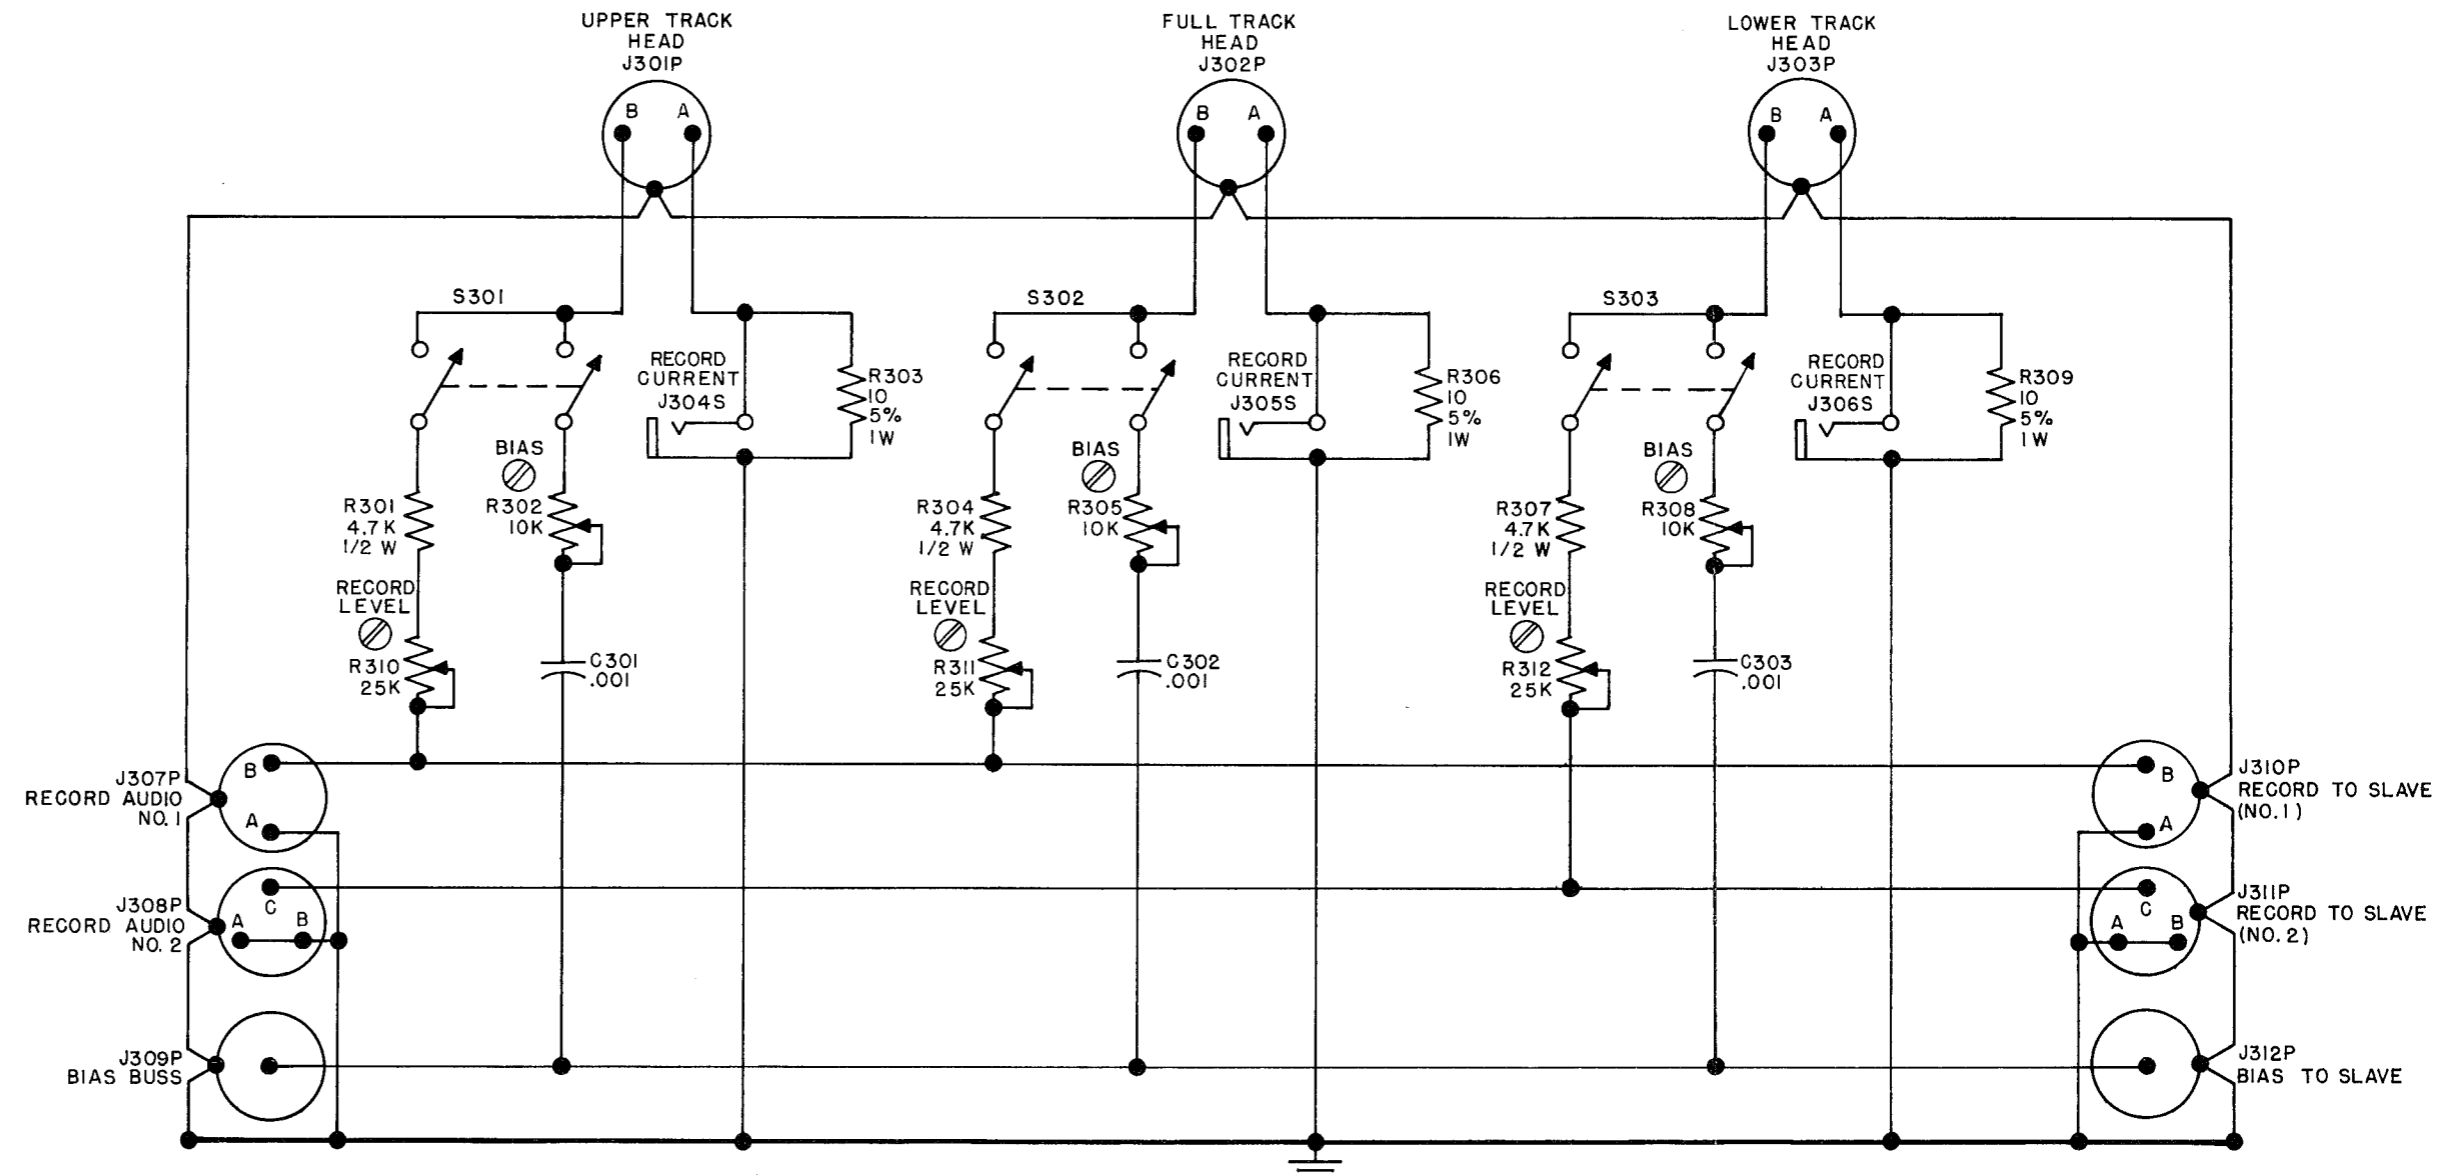 UPPER TRACK
HEAD
J301P
B A
FULL TRACK
HEAD
J302P
B A
LOWER TRACK
HEAD
J303P
B A
S301
RECORD
CURRENT
J304S
R303
10
5%
1W
BIAS
R301
4.7K
1/2 W
R302
10K
RECORD
LEVEL
R310
25K
C301
.001
S302
RECORD
CURRENT
J305S
R306
10
5%
1W
BIAS
R304
4.7K
1/2 W
R305
10K
RECORD
LEVEL
R311
25K
C302
.001
S303
RECORD
CURRENT
J306S
R309
10
5%
1W
BIAS
R307
4.7K
1/2 W
R308
10K
RECORD
LEVEL
R312
25K
C303
.001
J307P
RECORD AUDIO
NO. 1
B
A
J308P
RECORD AUDIO
NO. 2
C
A B
J309P
BIAS BUSS
B
A
J310P
RECORD TO SLAVE
(NO. 1)
C
A B
J311P
RECORD TO SLAVE
(NO. 2)
J312P
BIAS TO SLAVE